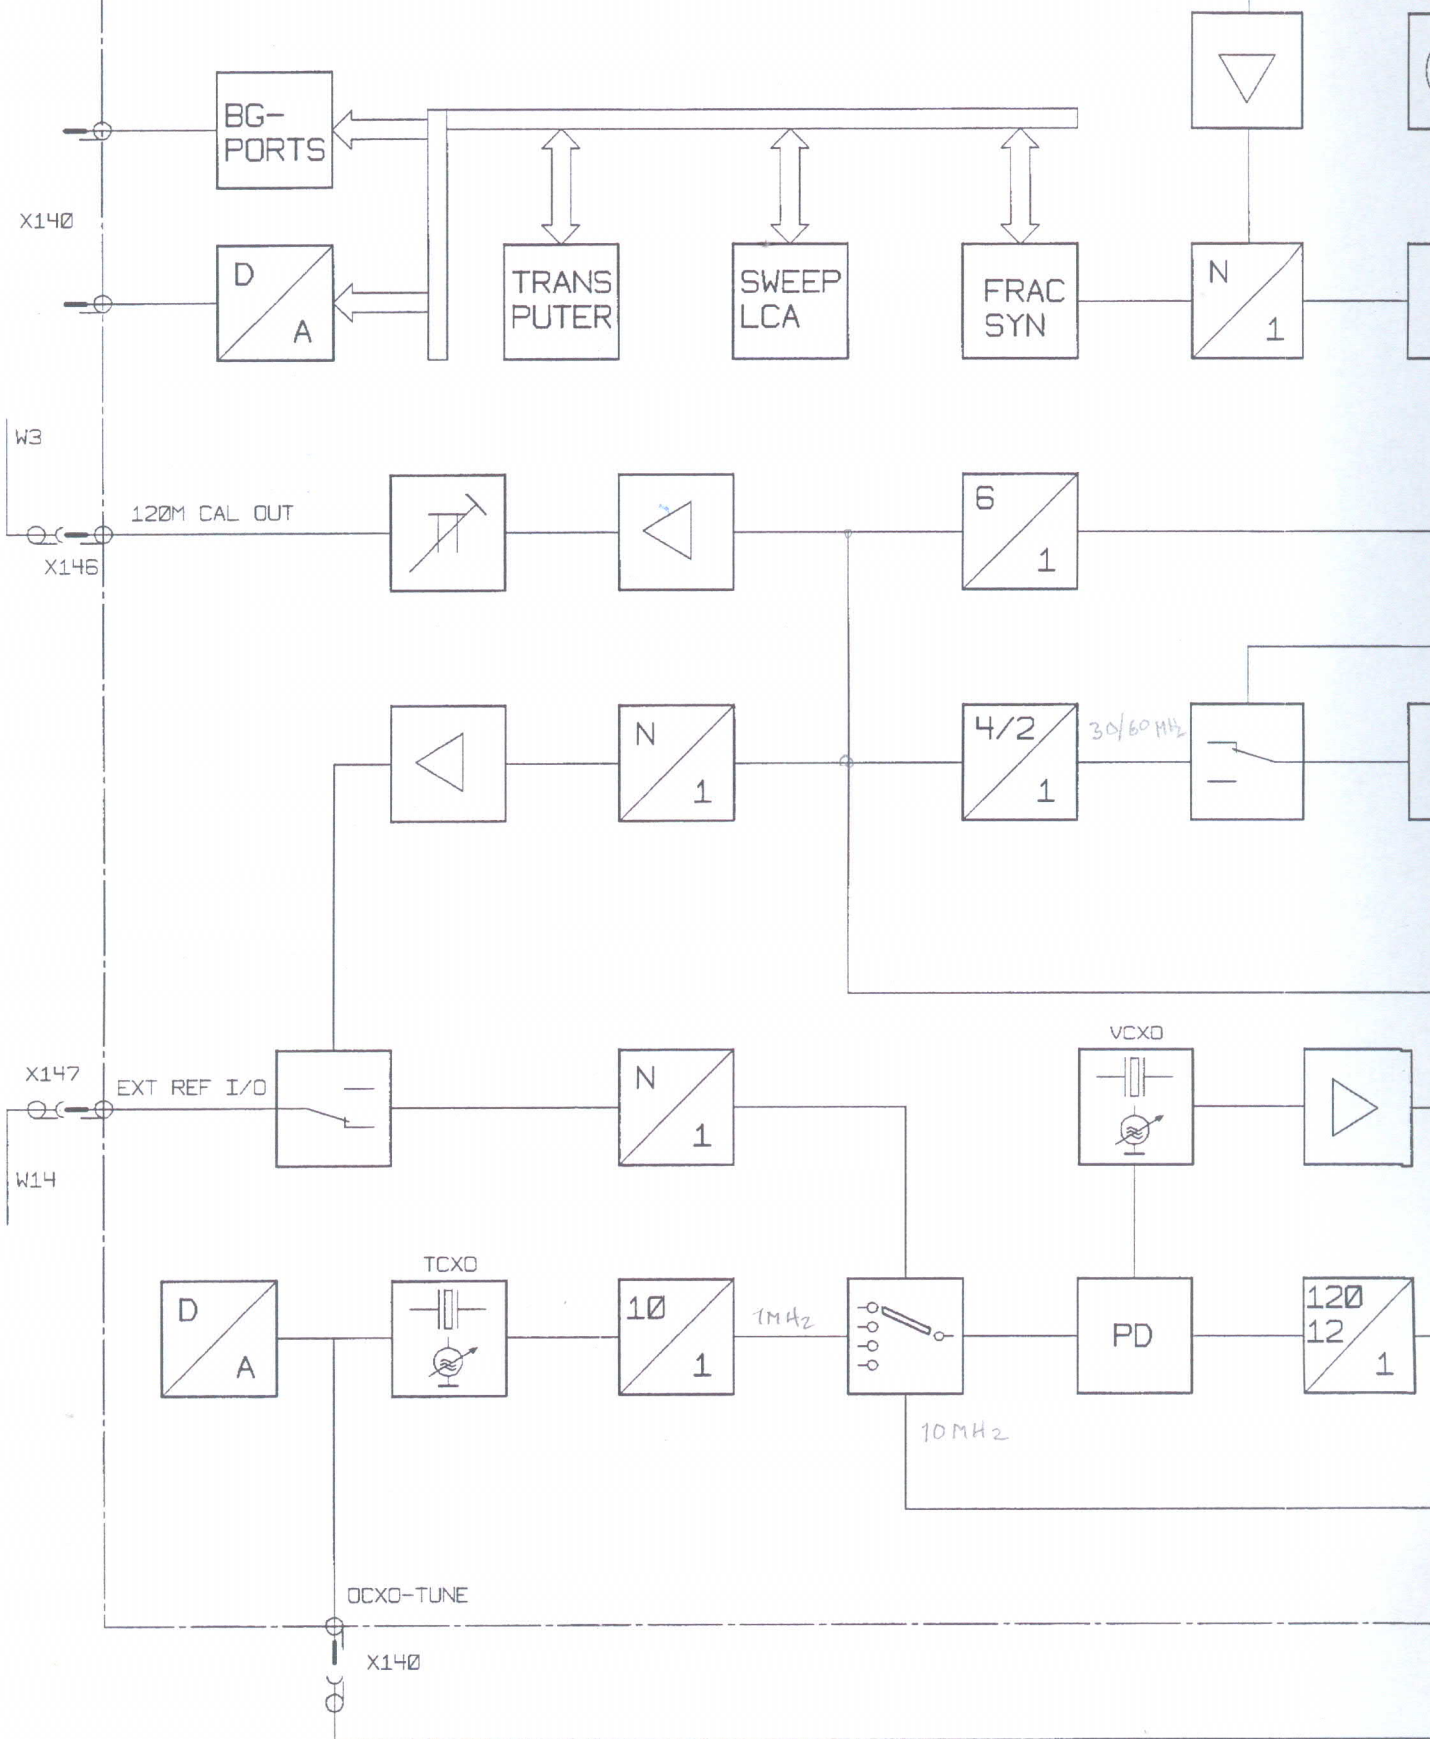 BG-
PORTS
X140
D
A
TRANS
PUTER
SWEEP
LCA
FRAC
SYN
N
1
W3
120M CAL OUT
X146
6
1
N
1
4/2
1
30/60 MHz
VCXO
X147
EXT REF I/O
N
1
W14
TCXO
D
A
10
1
1MHz
PD
120
12
1
10MHz
OCXO-TUNE
X140